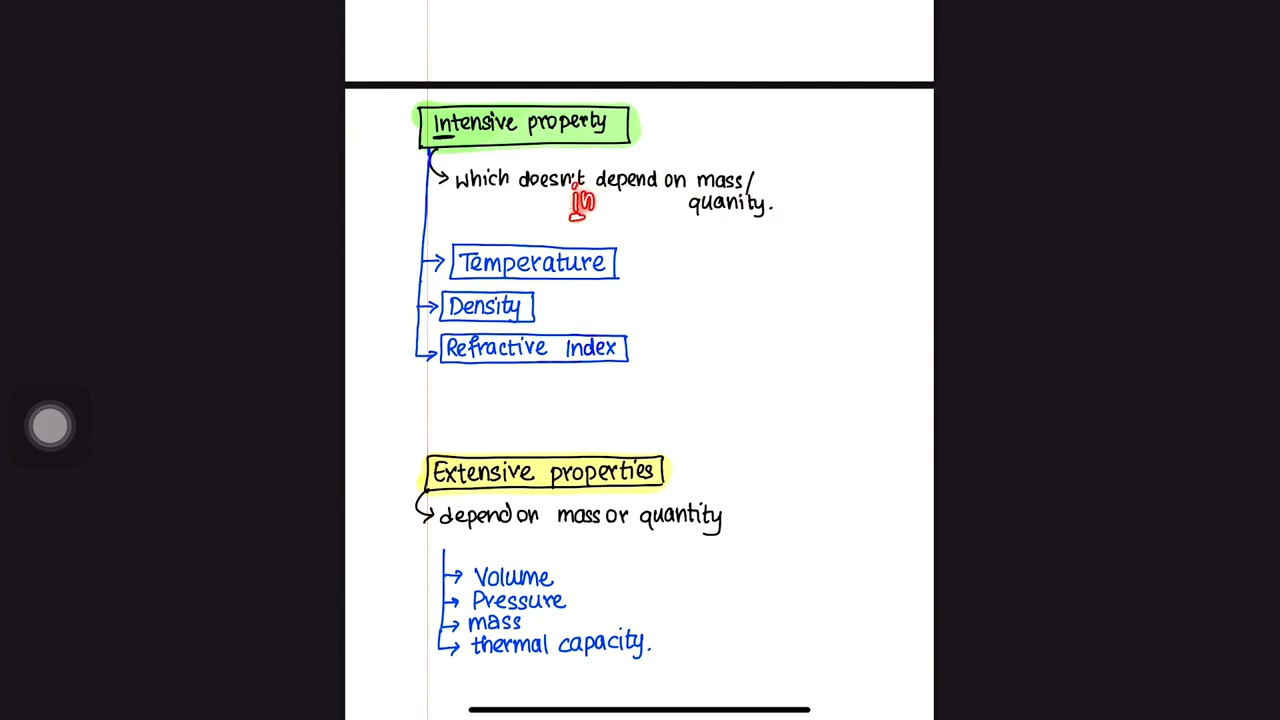 Intensive property
which doesn't depend on mass/
in
quanity.
Temperature
Density
Refractive Index
Extensive properties
depend on mass or quantity
Volume
Pressure
mass
thermal capacity.